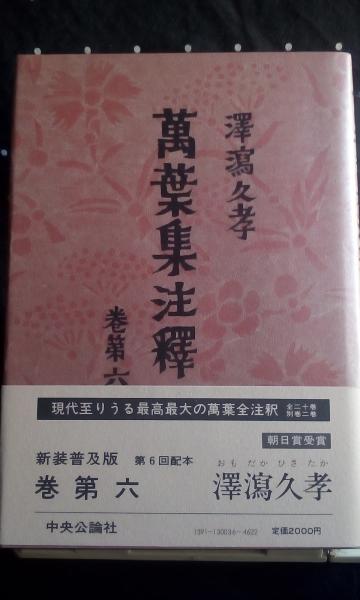 澤瀉久孝
萬葉集注釋
卷第六
現代至りうる最高最大の萬葉全注釈 全二十巻 別巻二巻
朝日賞受賞
新装普及版 第6回配本
おもだかひさたか
巻第六
澤瀉久孝
中央公論社
1391-130036-4622
定価2000円